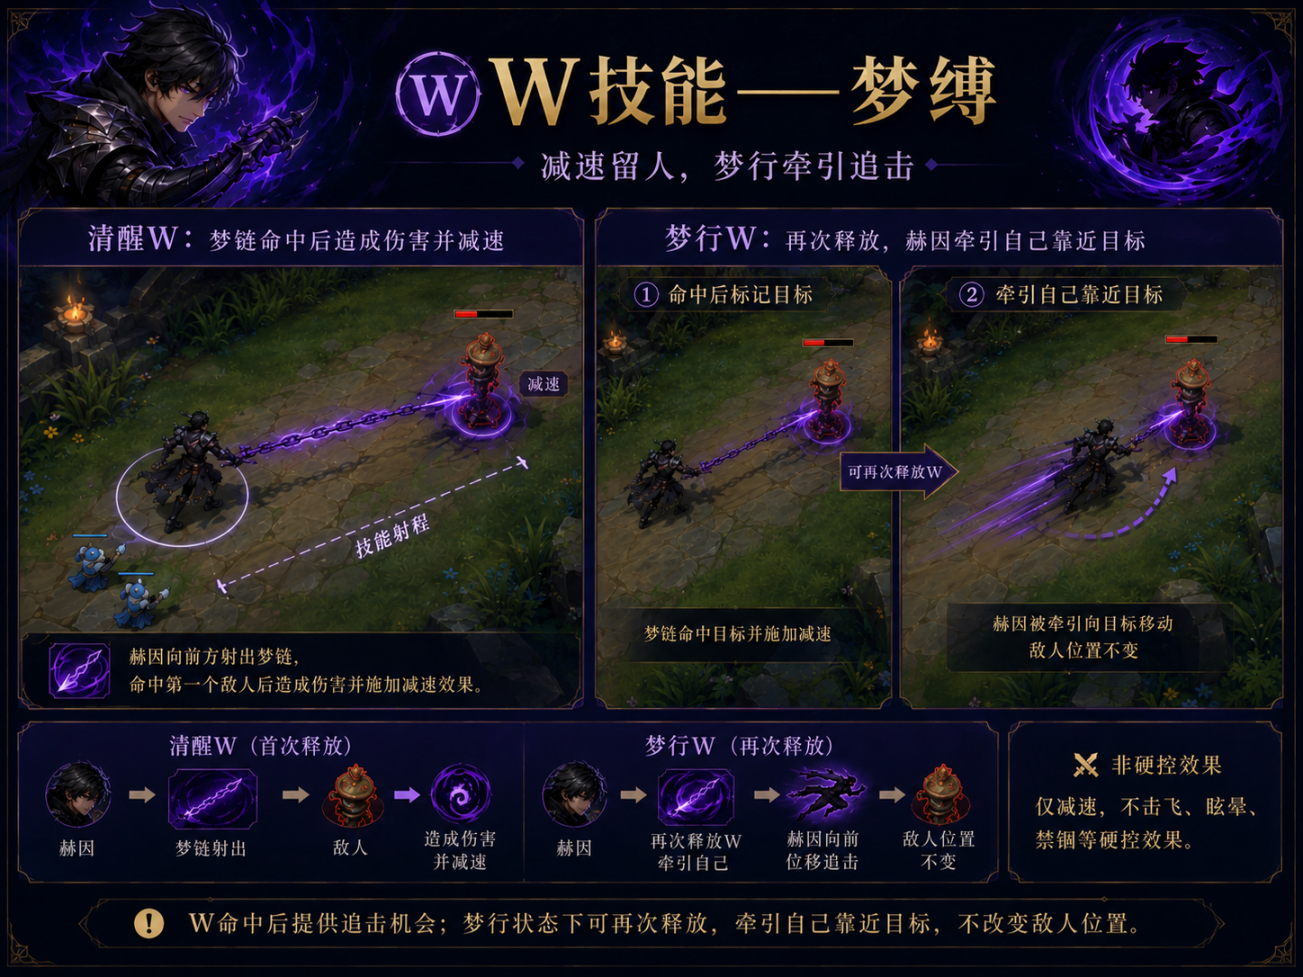 W W技能——梦缚
减速留人，梦行牵引追击
清醒W：梦链命中后造成伤害并减速
减速
技能射程
赫因向前方射出梦链，
命中第一个敌人后造成伤害并施加减速效果。
梦行W：再次释放，赫因牵引自己靠近目标
① 命中后标记目标
梦链命中目标并施加减速
可再次释放W
② 牵引自己靠近目标
赫因被牵引向目标移动
敌人位置不变
清醒W（首次释放）
赫因
梦链射出
敌人
造成伤害
并减速
梦行W（再次释放）
赫因
再次释放W
牵引自己
赫因向前
位移追击
敌人位置
不变
非硬控效果
仅减速，不击飞、眩晕、
禁锢等硬控效果。
! W命中后提供追击机会；梦行状态下可再次释放，牵引自己靠近目标，不改变敌人位置。